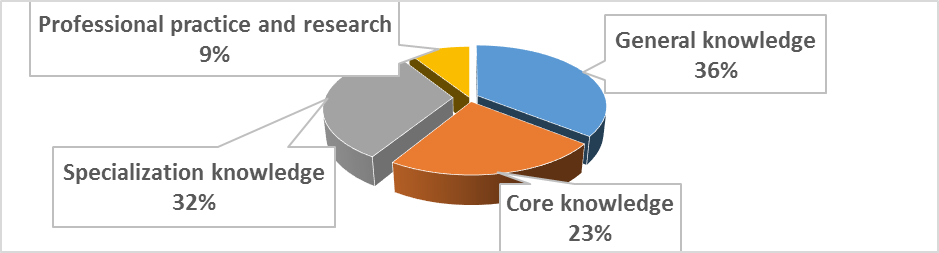 Professional practice and research
9%
General knowledge
36%
Specialization knowledge
32%
Core knowledge
23%